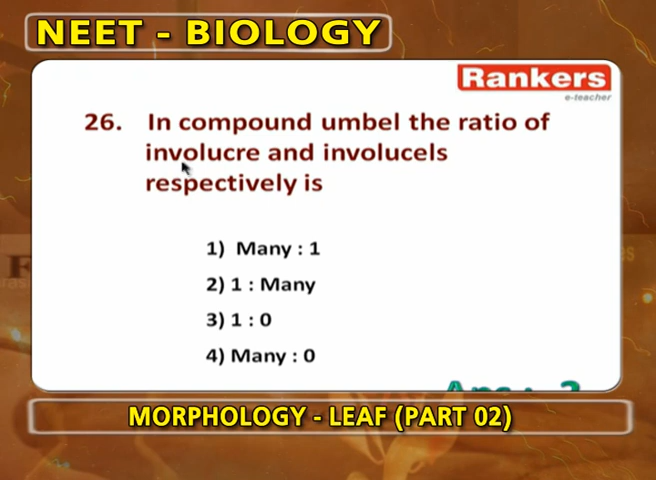 NEET - BIOLOGY
Rankers
e-teacher
26. In compound umbel the ratio of
involucre and involucels
respectively is
1) Many : 1
2) 1 : Many
3) 1 : 0
4) Many : 0
MORPHOLOGY - LEAF (PART 02)